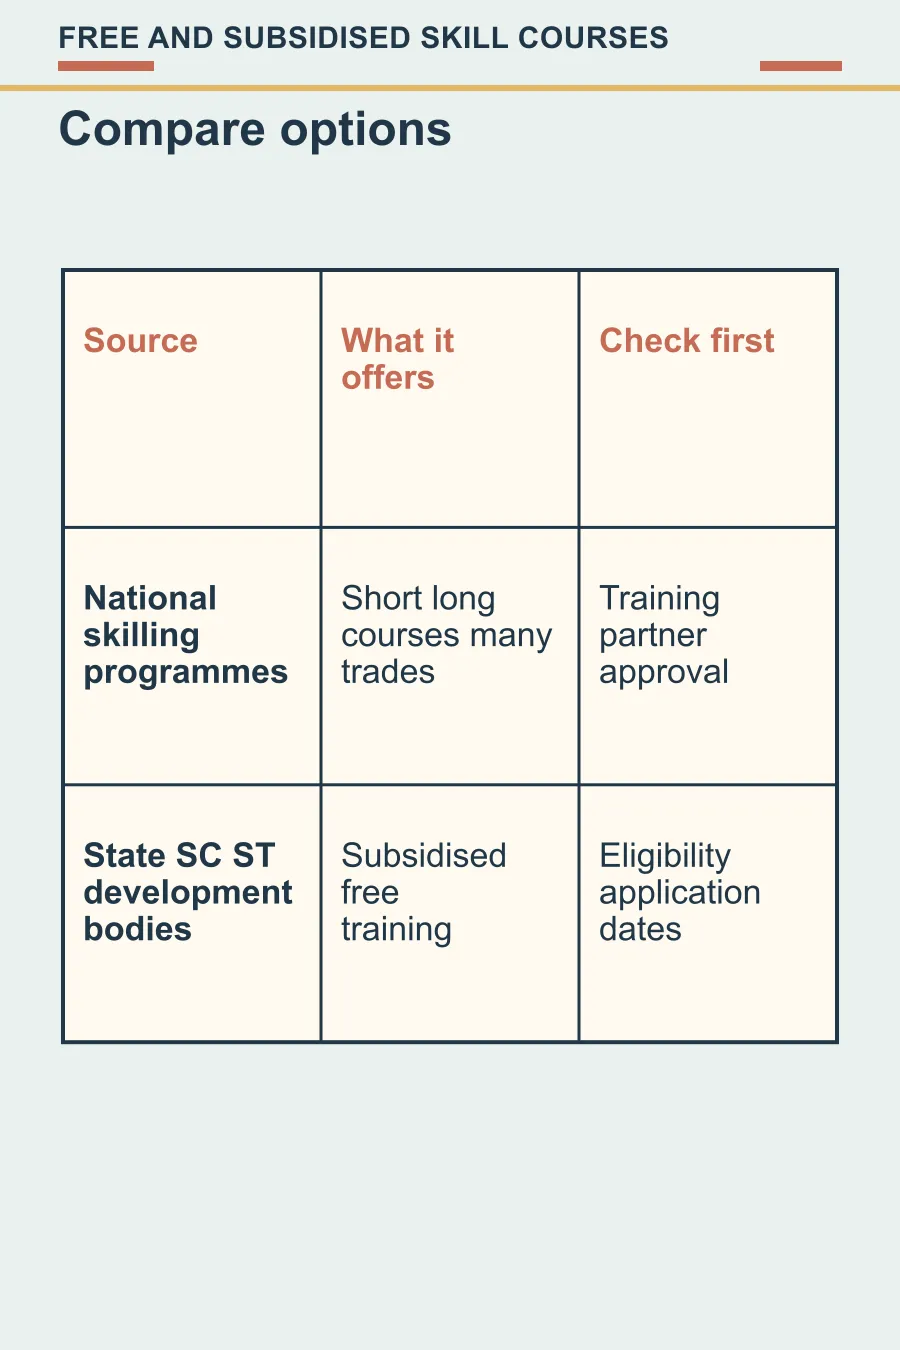 FREE AND SUBSIDISED SKILL COURSES
Compare options
Source
What it
offers
Check first
National
skilling
programmes
Short long
courses many
trades
Training
partner
approval
State SC ST
development
bodies
Subsidised
free
training
Eligibility
application
dates